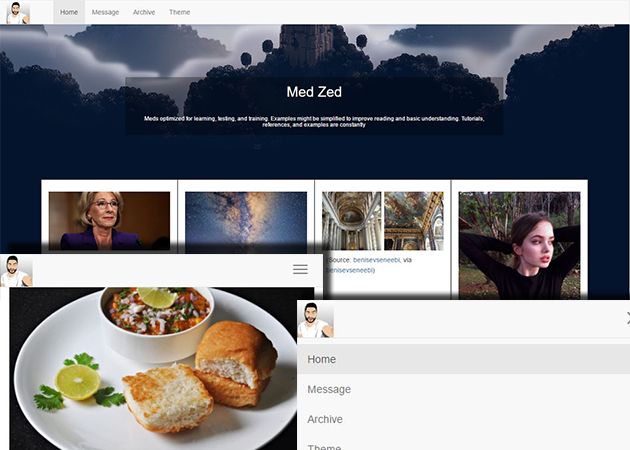 Home Message Archive Theme
Med Zed
Meds optimized for learning, testing, and training. Examples might be simplified to improve reading and basic understanding. Tutorials,
references, and examples are constantly
(Source: benisevseneebi, via
benisevseneebi)
Home
Message
Archive
Theme